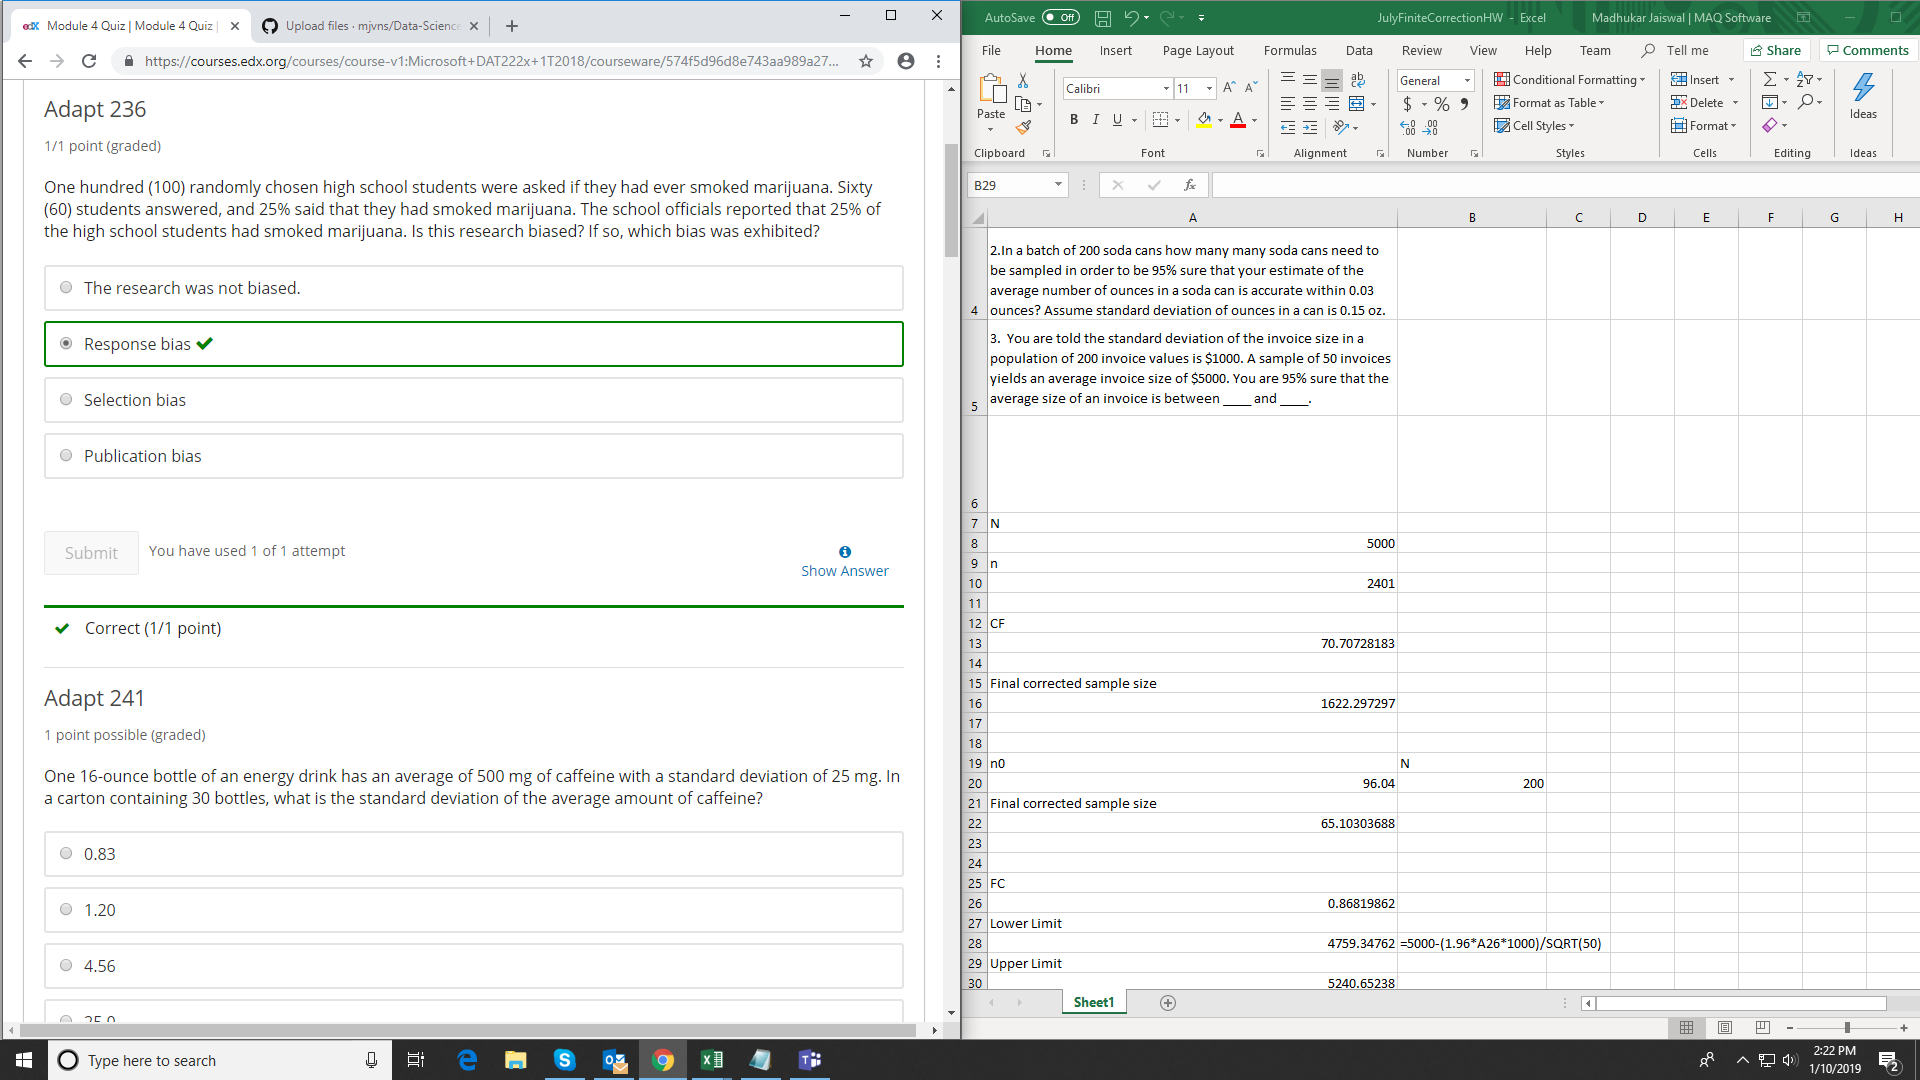 Module 4 Quiz | Module 4 Quiz |
Upload files · mjvns/Data-Science
https://courses.edx.org/courses/course-v1:Microsoft+DAT222x+1T2018/courseware/574f5d96d8e743aa989a27...
Adapt 236
1/1 point (graded)
One hundred (100) randomly chosen high school students were asked if they had ever smoked marijuana. Sixty
(60) students answered, and 25% said that they had smoked marijuana. The school officials reported that 25% of
the high school students had smoked marijuana. Is this research biased? If so, which bias was exhibited?
The research was not biased.
Response bias
Selection bias
Publication bias
Submit
You have used 1 of 1 attempt
Show Answer
Correct (1/1 point)
Adapt 241
1 point possible (graded)
One 16-ounce bottle of an energy drink has an average of 500 mg of caffeine with a standard deviation of 25 mg. In
a carton containing 30 bottles, what is the standard deviation of the average amount of caffeine?
0.83
1.20
4.56
25.0
AutoSave Off
JulyFiniteCorrectionHW - Excel
Madhukar Jaiswal | MAQ Software
File Home Insert Page Layout Formulas Data Review View Help Team Tell me Share Comments
Paste
Calibri 11
B I U A
General
$ % ,
Conditional Formatting
Format as Table
Cell Styles
Insert
Delete
Format
Ideas
Clipboard Font Alignment Number Styles Cells Editing Ideas
B29 fx
A B C D E F G H
2.In a batch of 200 soda cans how many many soda cans need to
be sampled in order to be 95% sure that your estimate of the
average number of ounces in a soda can is accurate within 0.03
4 ounces? Assume standard deviation of ounces in a can is 0.15 oz.
3. You are told the standard deviation of the invoice size in a
population of 200 invoice values is $1000. A sample of 50 invoices
yields an average invoice size of $5000. You are 95% sure that the
5 average size of an invoice is between ____ and ____.
6
7 N
8 5000
9 n
10 2401
11
12 CF
13 70.70728183
14
15 Final corrected sample size
16 1622.297297
17
18
19 n0 N
20 96.04 200
21 Final corrected sample size
22 65.10303688
23
24
25 FC
26 0.86819862
27 Lower Limit
28 4759.34762 =5000-(1.96*A26*1000)/SQRT(50)
29 Upper Limit
30 5240.65238
Sheet1
Type here to search
2:22 PM
1/10/2019
2